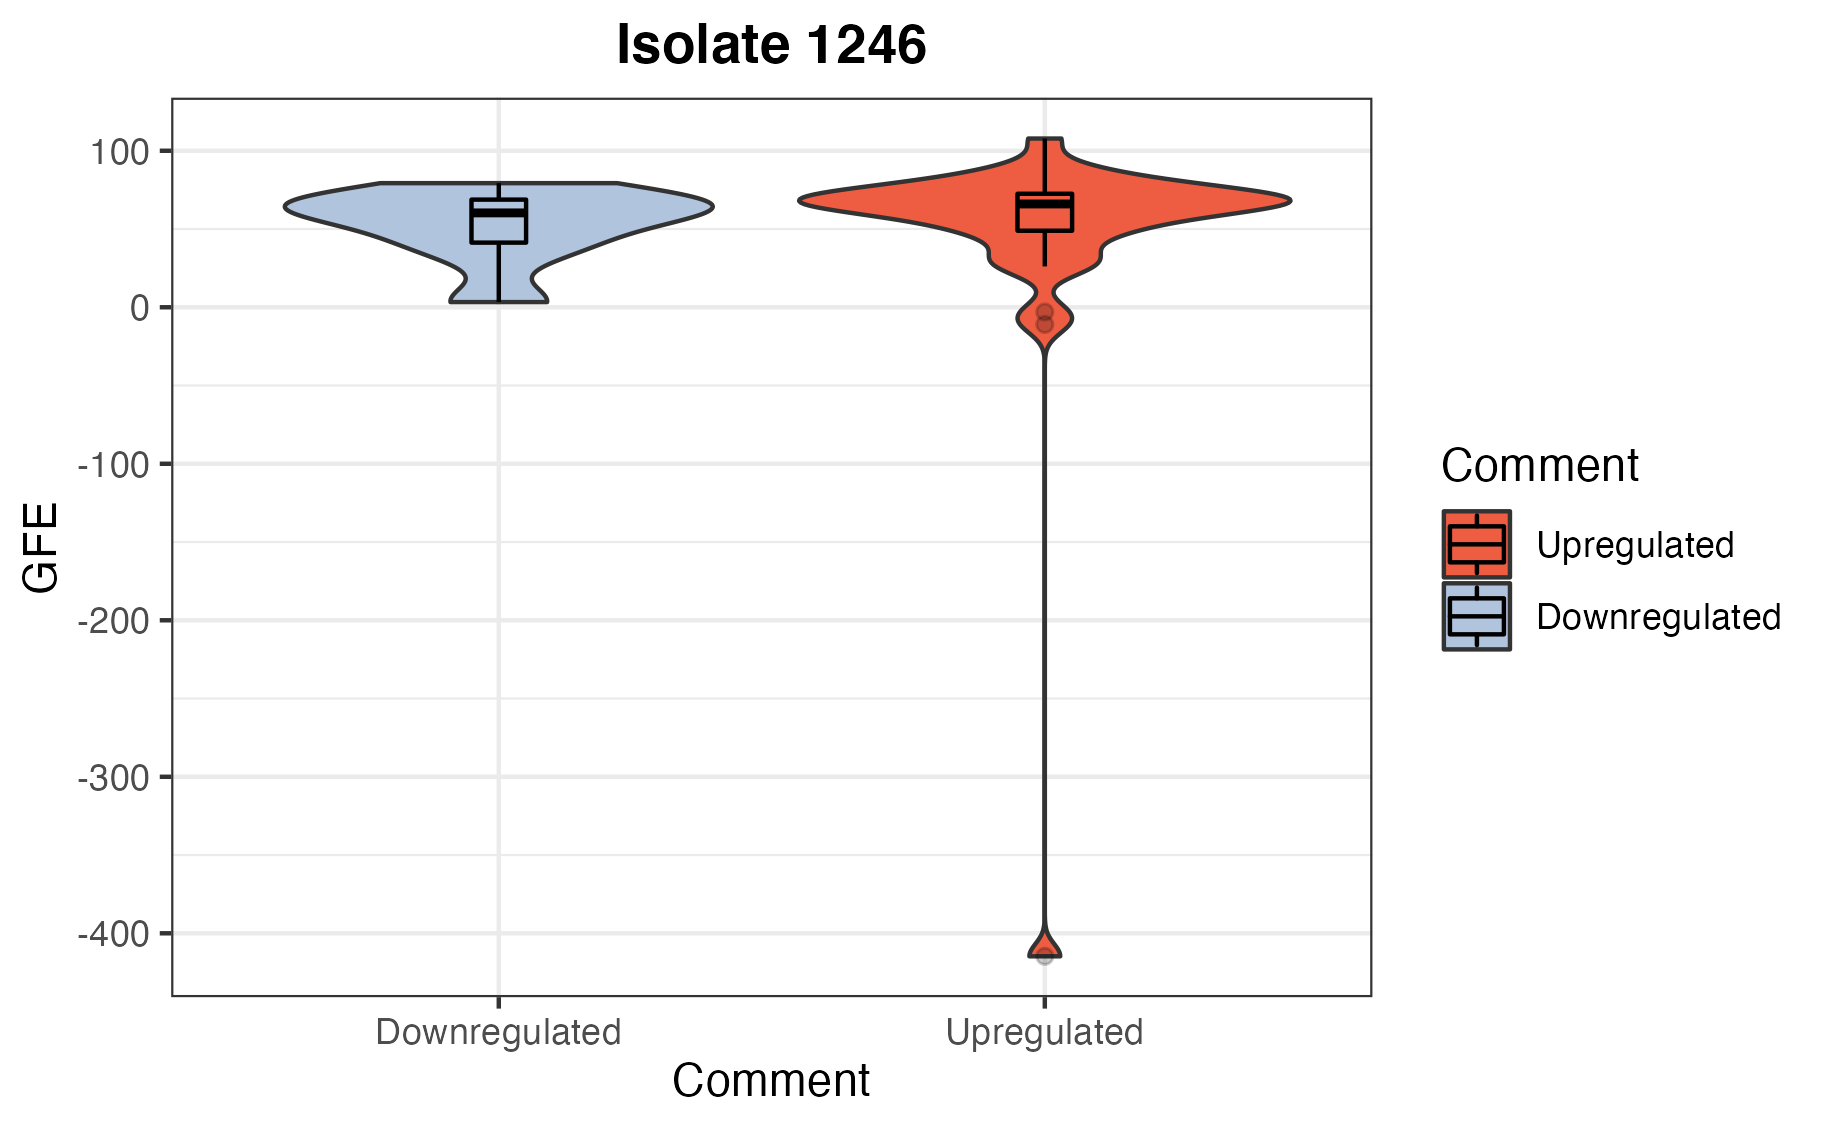 Isolate 1246
GFE
100
0
-100
-200
-300
-400
Downregulated
Upregulated
Comment
Comment
Upregulated
Downregulated